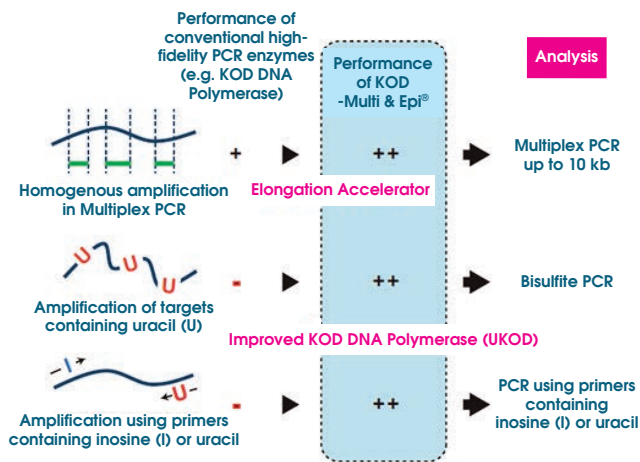 Performance of
conventional high-
fidelity PCR enzymes
(e.g. KOD DNA
Polymerase)
Performance
of KOD
-Multi & Epi®
Analysis
+
++
Multiplex PCR
up to 10 kb
Homogenous amplification
in Multiplex PCR
Elongation Accelerator
U
U
U
-
++
Bisulfite PCR
Amplification of targets
containing uracil (U)
Improved KOD DNA Polymerase (UKOD)
I
U
-
++
PCR using primers
containing
inosine (I) or uracil
Amplification using primers
containing inosine (I) or uracil